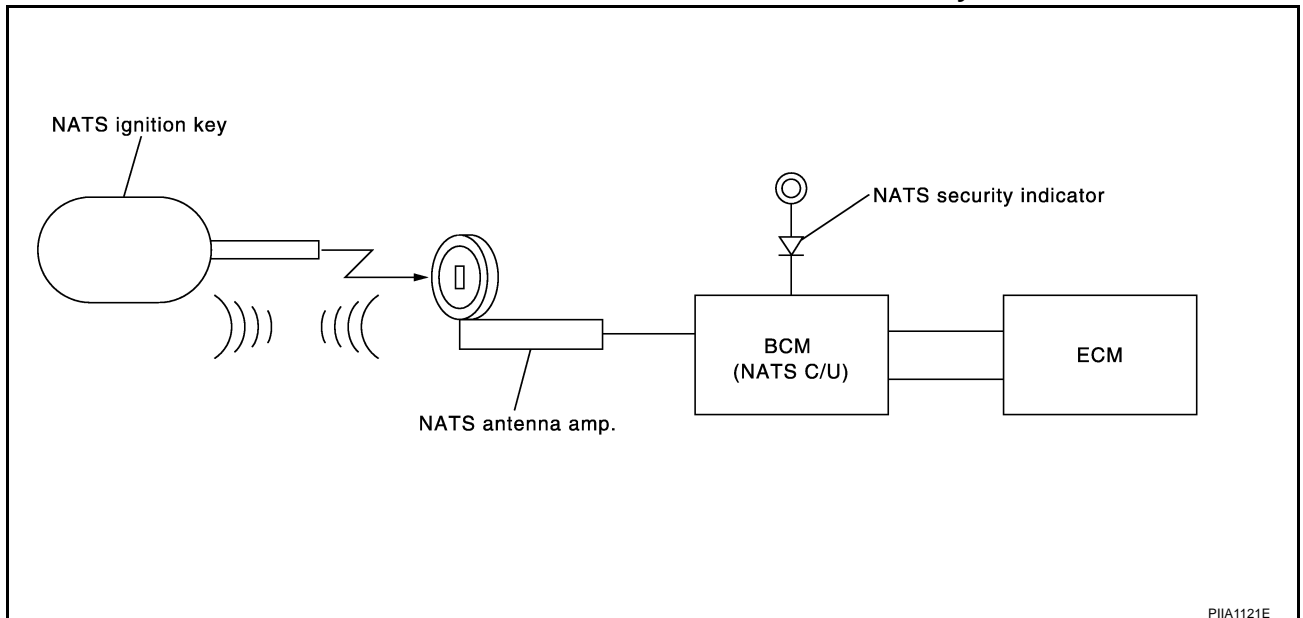 NATS ignition key
NATS security indicator
BCM
(NATS C/U)
ECM
NATS antenna amp.
PIIA1121E